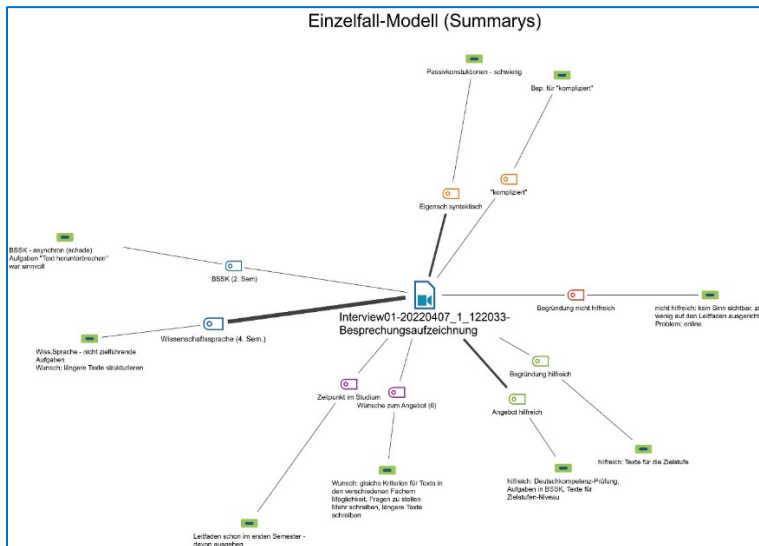 Einzelfall-Modell (Summarys)
Passivkonstuktionen - schwierig
Bsp. für "kompliziert"
"kompliziert"
Eigensch syntaktisch
BSSK - asynchron (schade)
Aufgaben "Text herunterbrechen"
war sinnvoll
BSSK (2. Sem)
Interview01-20220407_1_122033-
Besprechungsaufzeichnung
Begründung nicht hilfreich
nicht hilfreich: kein Sinn sichtbar, zu
wenig auf den Leitfaden ausgericht
Problem: online
Wissenschaftssprache (4. Sem.)
Wiss.Sprache - nicht zielführende
Aufgaben
Wunsch: längere Texte strukturieren
Begründung hilfreich
Zeitpunkt im Studium
Wünsche zum Angebot (6)
Angebot hilfreich
hilfreich: Texte für die Zielstufe
hilfreich: Deutschkompetenz-Prüfung,
Aufgaben in BSSK, Texte für
Zielstufen-Niveau
Wunsch: gleiche Kriterien für Texte in
den verschiedenen Fächern
Möglichkeit, Fragen zu stellen
Mehr schreiben, längere Texte
schreiben
Leitfaden schon im ersten Semester -
davon ausgehen